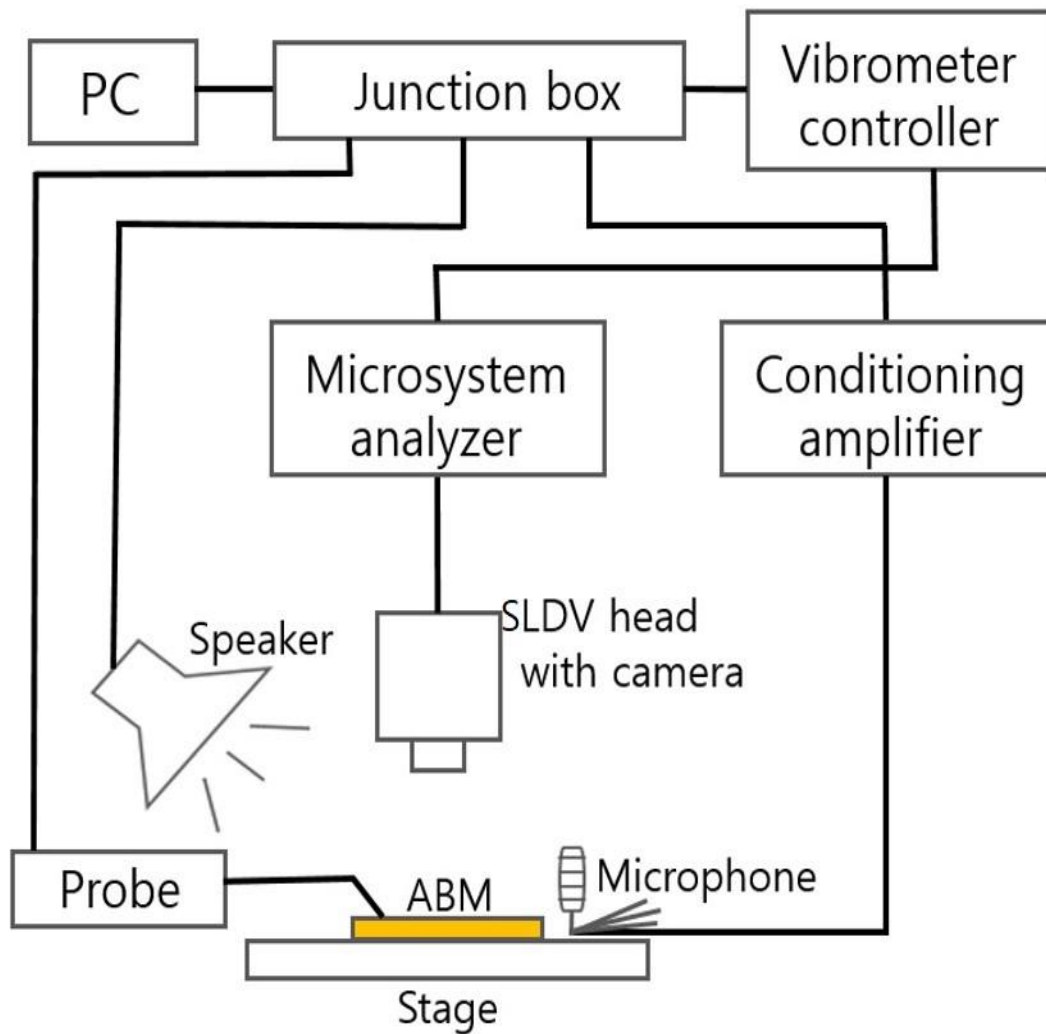 PC
Junction box
Vibrometer
controller
Microsystem
analyzer
Conditioning
amplifier
Speaker
SLDV head
with camera
Probe
ABM
Microphone
Stage